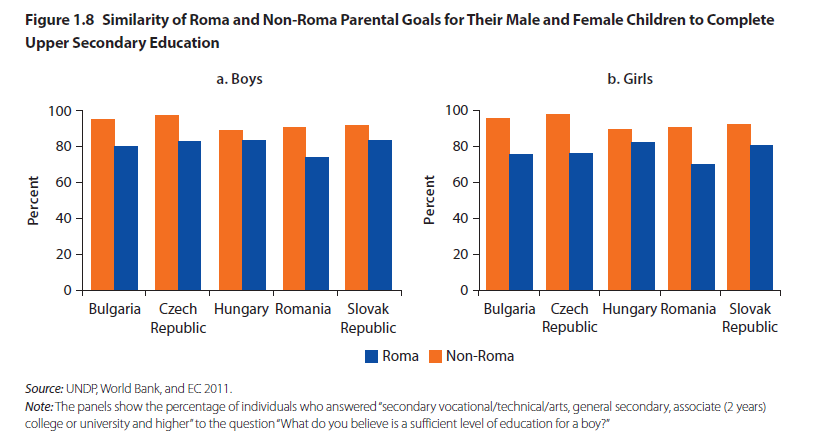 Figure 1.8 Similarity of Roma and Non-Roma Parental Goals for Their Male and Female Children to Complete
Upper Secondary Education
a. Boys
100
80
60
40
20
0
Percent
Bulgaria Czech Republic Hungary Romania Slovak Republic
b. Girls
100
80
60
40
20
0
Percent
Bulgaria Czech Republic Hungary Romania Slovak Republic
Roma Non-Roma
Source: UNDP, World Bank, and EC 2011.
Note: The panels show the percentage of individuals who answered “secondary vocational/technical/arts, general secondary, associate (2 years)
college or university and higher” to the question “What do you believe is a sufficient level of education for a boy?”